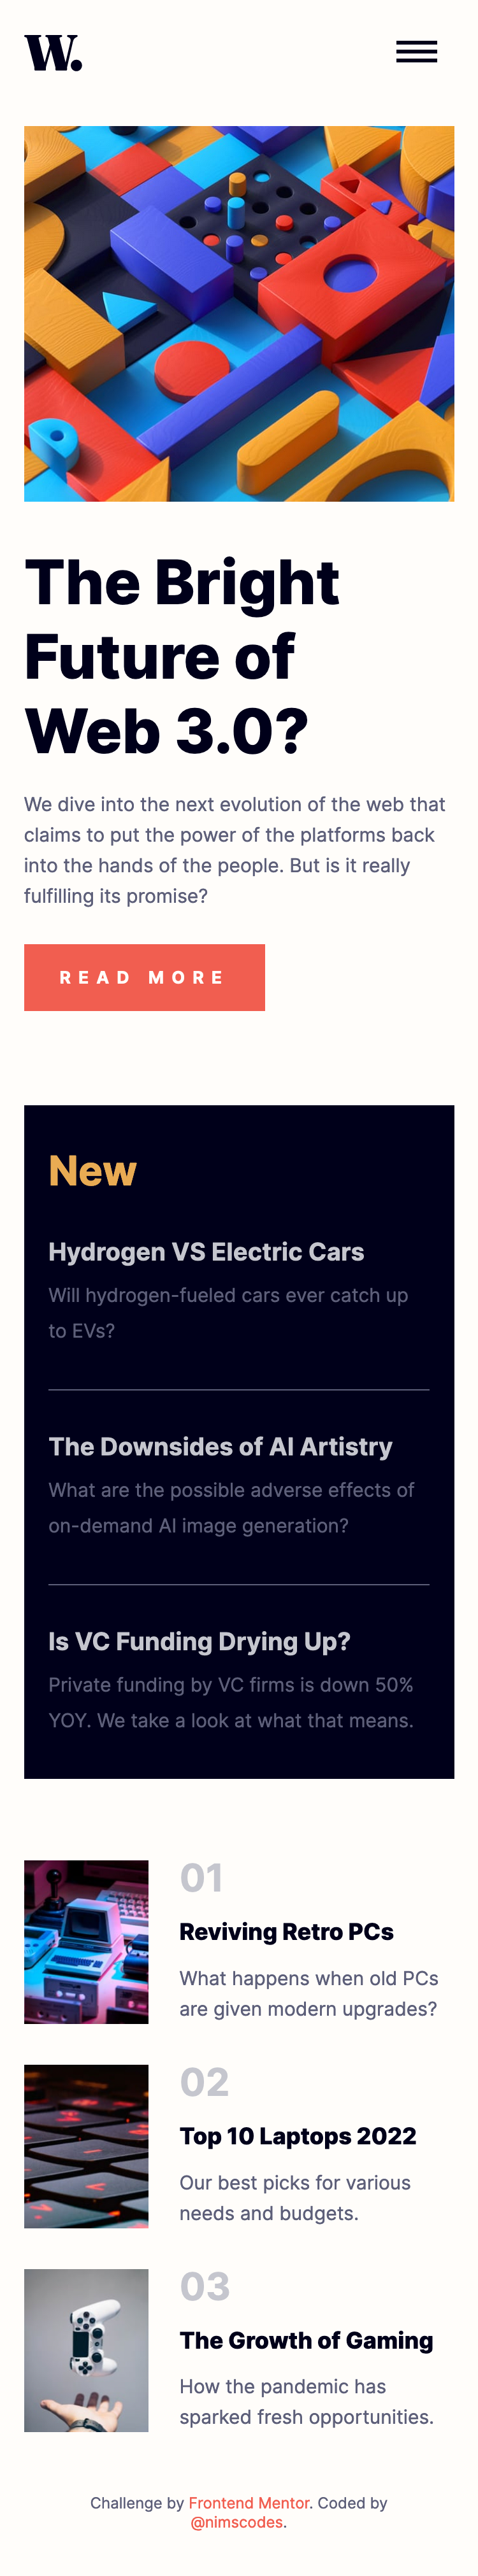 W.
The Bright
Future of
Web 3.0?
We dive into the next evolution of the web that
claims to put the power of the platforms back
into the hands of the people. But is it really
fulfilling its promise?
READ MORE
New
Hydrogen VS Electric Cars
Will hydrogen-fueled cars ever catch up
to EVs?
The Downsides of AI Artistry
What are the possible adverse effects of
on-demand AI image generation?
Is VC Funding Drying Up?
Private funding by VC firms is down 50%
YOY. We take a look at what that means.
01
Reviving Retro PCs
What happens when old PCs
are given modern upgrades?
02
Top 10 Laptops 2022
Our best picks for various
needs and budgets.
03
The Growth of Gaming
How the pandemic has
sparked fresh opportunities.
Challenge by Frontend Mentor. Coded by
@nimscodes.